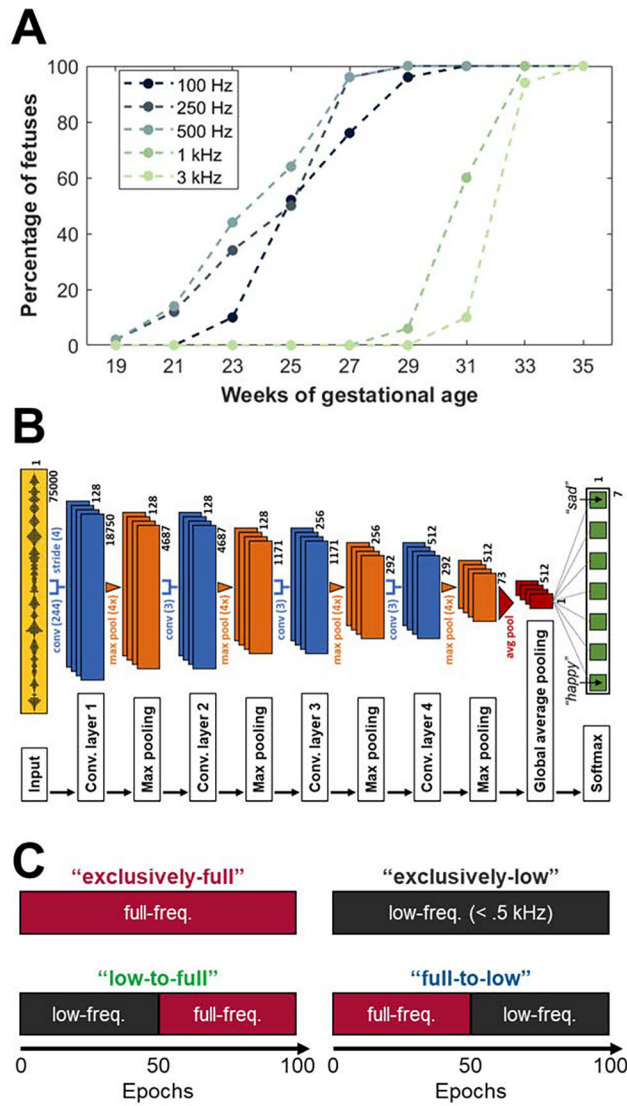 A
Percentage of fetuses
100
80
60
40
20
0
100 Hz
250 Hz
500 Hz
1 kHz
3 kHz
19 21 23 25 27 29 31 33 35
Weeks of gestational age
B
1
75000
conv (244) stride (4)
128
18750
max pool (4x)
128
4687
conv (3)
128
4687
max pool (4x)
128
1171
conv (3)
256
1171
max pool (4x)
256
292
conv (3)
512
292
max pool (4x)
512
73
avg pool
512
1
"sad"
"happy"
1
7
Input
Conv. layer 1
Max pooling
Conv. layer 2
Max pooling
Conv. layer 3
Max pooling
Conv. layer 4
Max pooling
Global average pooling
Softmax
C
“exclusively-full”
full-freq.
“exclusively-low”
low-freq. (< .5 kHz)
“low-to-full”
low-freq. full-freq.
0 50 100
Epochs
“full-to-low”
full-freq. low-freq.
0 50 100
Epochs